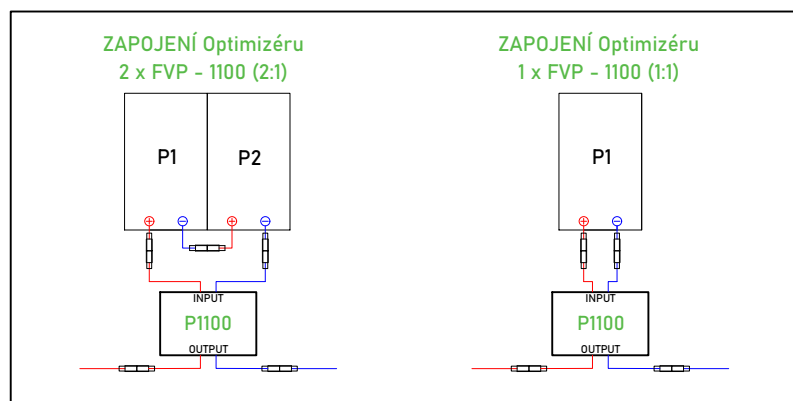 ZAPOJENÍ Optimizéru
2 x FVP - 1100 (2:1)
P1
P2
+
−
+
−
INPUT
P1100
OUTPUT
ZAPOJENÍ Optimizéru
1 x FVP - 1100 (1:1)
P1
+
−
INPUT
P1100
OUTPUT